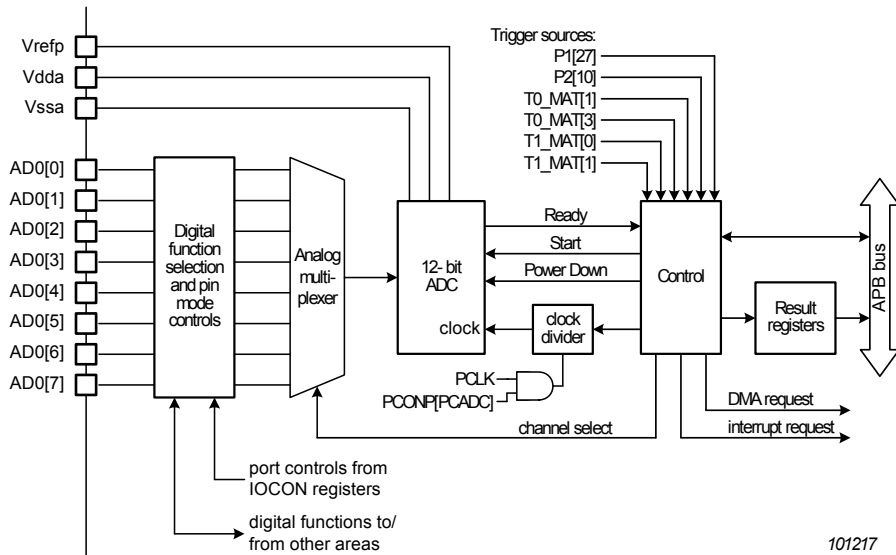 Trigger sources:
P1[27]
P2[10]
T0_MAT[1]
T0_MAT[3]
T1_MAT[0]
T1_MAT[1]
Vrefp
Vdda
Vssa
AD0[0]
AD0[1]
AD0[2]
AD0[3]
AD0[4]
AD0[5]
AD0[6]
AD0[7]
Digital
function
selection
and pin
mode
controls
Analog
multi-
plexer
12- bit
ADC
clock
Ready
Start
Power Down
clock
divider
Control
Result
registers
APB bus
PCLK
PCONP[PCADC]
channel select
DMA request
interrupt request
port controls from
IOCON registers
digital functions to/
from other areas
101217